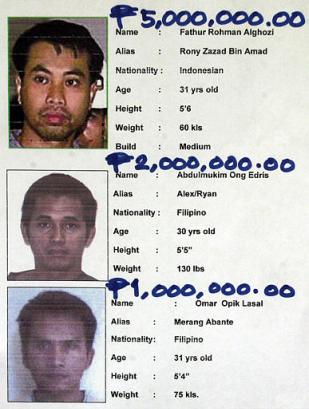 ₱5,000,000.00
Name : Fathur Rohman Alghozi
Alias : Rony Zazad Bin Amad
Nationality : Indonesian
Age : 31 yrs old
Height : 5'6
Weight : 60 kls
Build : Medium
₱2,000,000.00
Name : Abdulmukim Ong Edris
Alias : Alex/Ryan
Nationality : Filipino
Age : 30 yrs old
Height : 5'5"
Weight : 130 lbs
₱1,000,000.00
Name : Omar Opik Lasal
Alias : Merang Abante
Nationality: Filipino
Age : 31 yrs old
Height : 5'4"
Weight : 75 kls.